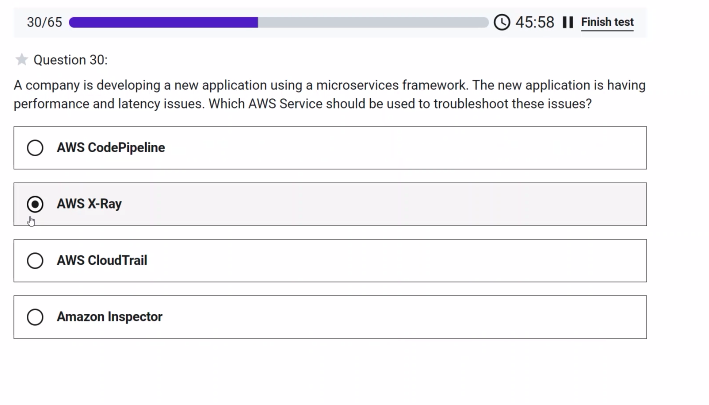 30/65 45:58 Finish test
Question 30:
A company is developing a new application using a microservices framework. The new application is having
performance and latency issues. Which AWS Service should be used to troubleshoot these issues?
AWS CodePipeline
AWS X-Ray
AWS CloudTrail
Amazon Inspector